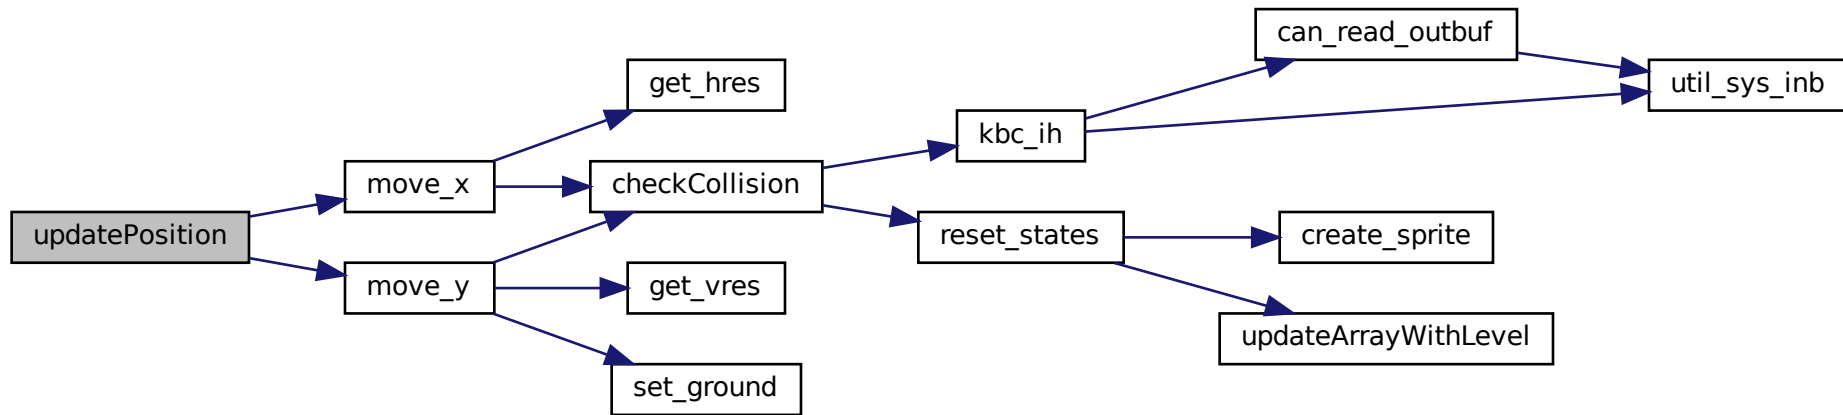 updatePosition
move_x
get_hres
checkCollision
kbc_ih
can_read_outbuf
util_sys_inb
reset_states
create_sprite
updateArrayWithLevel
move_y
get_vres
set_ground